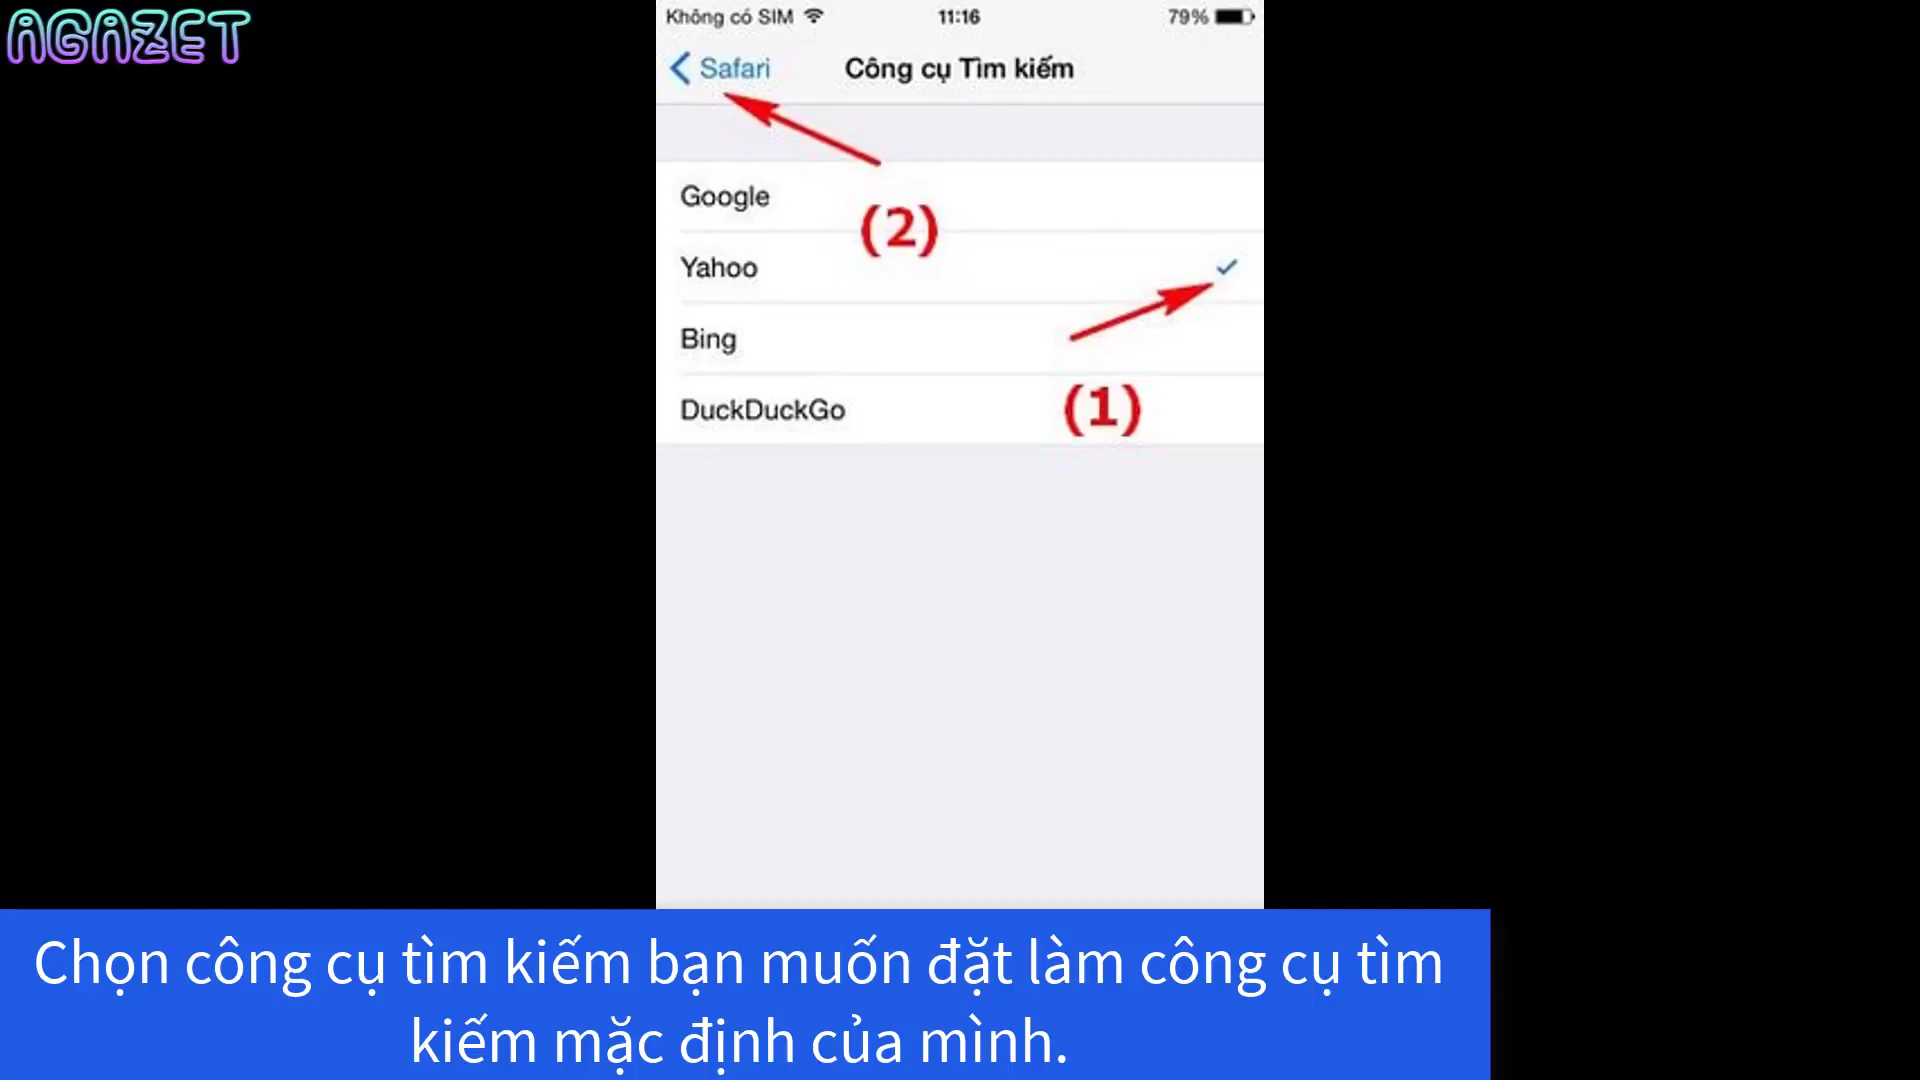 AGAZET
Không có SIM 11:16 79%
Safari Công cụ Tìm kiếm
Google
(2)
Yahoo
Bing
DuckDuckGo
(1)
Chọn công cụ tìm kiếm bạn muốn đặt làm công cụ tìm
kiếm mặc định của mình.